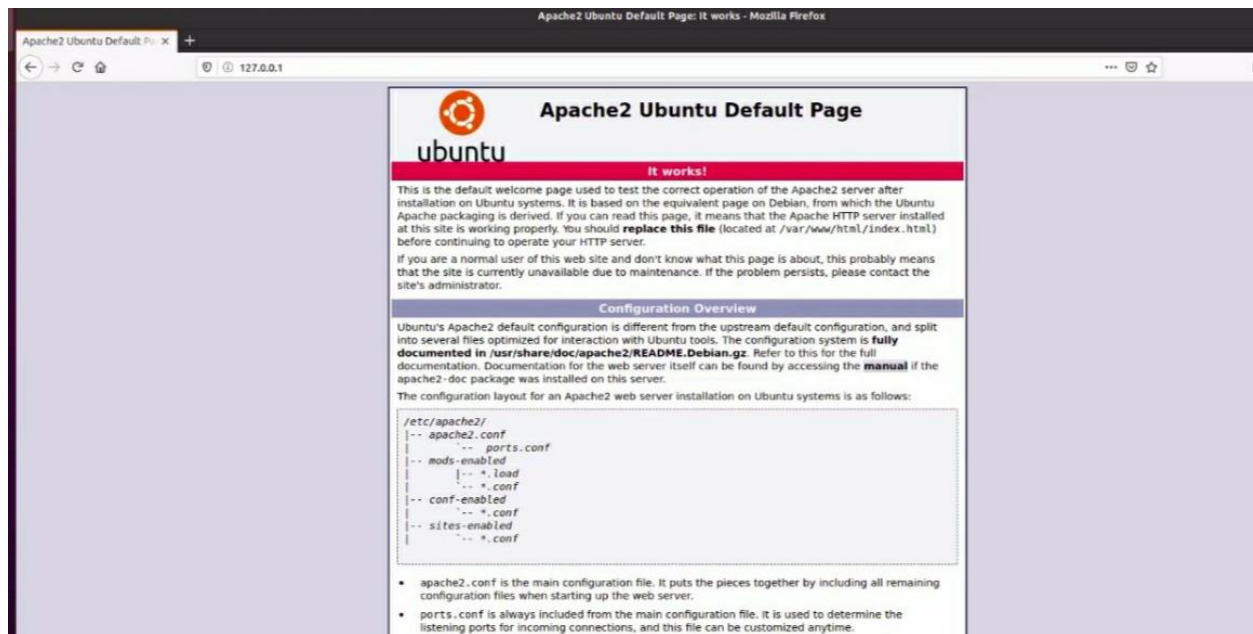 Apache2 Ubuntu Default Page: It works - Mozilla Firefox
Apache2 Ubuntu Default
127.0.0.1
ubuntu
Apache2 Ubuntu Default Page
It works!
This is the default welcome page used to test the correct operation of the Apache2 server after
installation on Ubuntu systems. It is based on the equivalent page on Debian, from which the Ubuntu
Apache packaging is derived. If you can read this page, it means that the Apache HTTP server installed
at this site is working properly. You should replace this file (located at /var/www/html/index.html)
before continuing to operate your HTTP server.
If you are a normal user of this web site and don't know what this page is about, this probably means
that the site is currently unavailable due to maintenance. If the problem persists, please contact the
site's administrator.
Configuration Overview
Ubuntu's Apache2 default configuration is different from the upstream default configuration, and split
into several files optimized for interaction with Ubuntu tools. The configuration system is fully
documented in /usr/share/doc/apache2/README.Debian.gz. Refer to this for the full
documentation. Documentation for the web server itself can be found by accessing the manual if the
apache2-doc package was installed on this server.
The configuration layout for an Apache2 web server installation on Ubuntu systems is as follows:
/etc/apache2/
|-- apache2.conf
|       `-- ports.conf
|-- mods-enabled
|       |-- *.load
|       `-- *.conf
|-- conf-enabled
|       `-- *.conf
|-- sites-enabled
|       `-- *.conf
• apache2.conf is the main configuration file. It puts the pieces together by including all remaining
configuration files when starting up the web server.
• ports.conf is always included from the main configuration file. It is used to determine the
listening ports for incoming connections, and this file can be customized anytime.